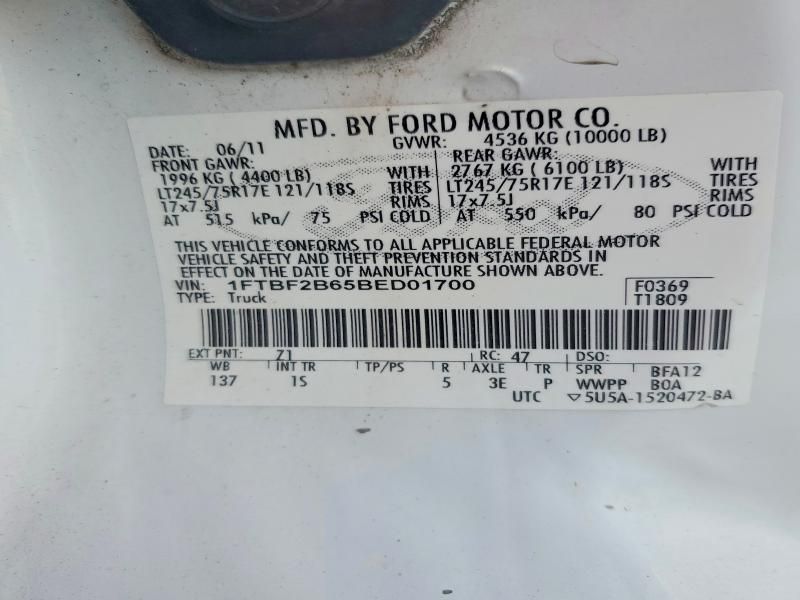 MFD. BY FORD MOTOR CO.
DATE: 06/11 GVWR: 4536 KG (10000 LB)
FRONT GAWR: REAR GAWR:
1996 KG ( 4400 LB) WITH 2767 KG ( 6100 LB) WITH
LT245/75R17E 121/118S TIRES LT245/75R17E 121/118S TIRES
17x7.5J RIMS 17x7.5J RIMS
AT 515 kPa/ 75 PSI COLD AT 550 kPa/ 80 PSI COLD
THIS VEHICLE CONFORMS TO ALL APPLICABLE FEDERAL MOTOR
VEHICLE SAFETY AND THEFT PREVENTION STANDARDS IN
EFFECT ON THE DATE OF MANUFACTURE SHOWN ABOVE.
VIN: 1FTBF2B65BED01700 F0369
TYPE: Truck T1809
EXT PNT: Z1 RC: 47 DSO:
WB INT TR TP/PS R AXLE TR SPR BFA12
137 1S 5 3E P WWPP B0A
UTC ▽5U5A-1520472-BA